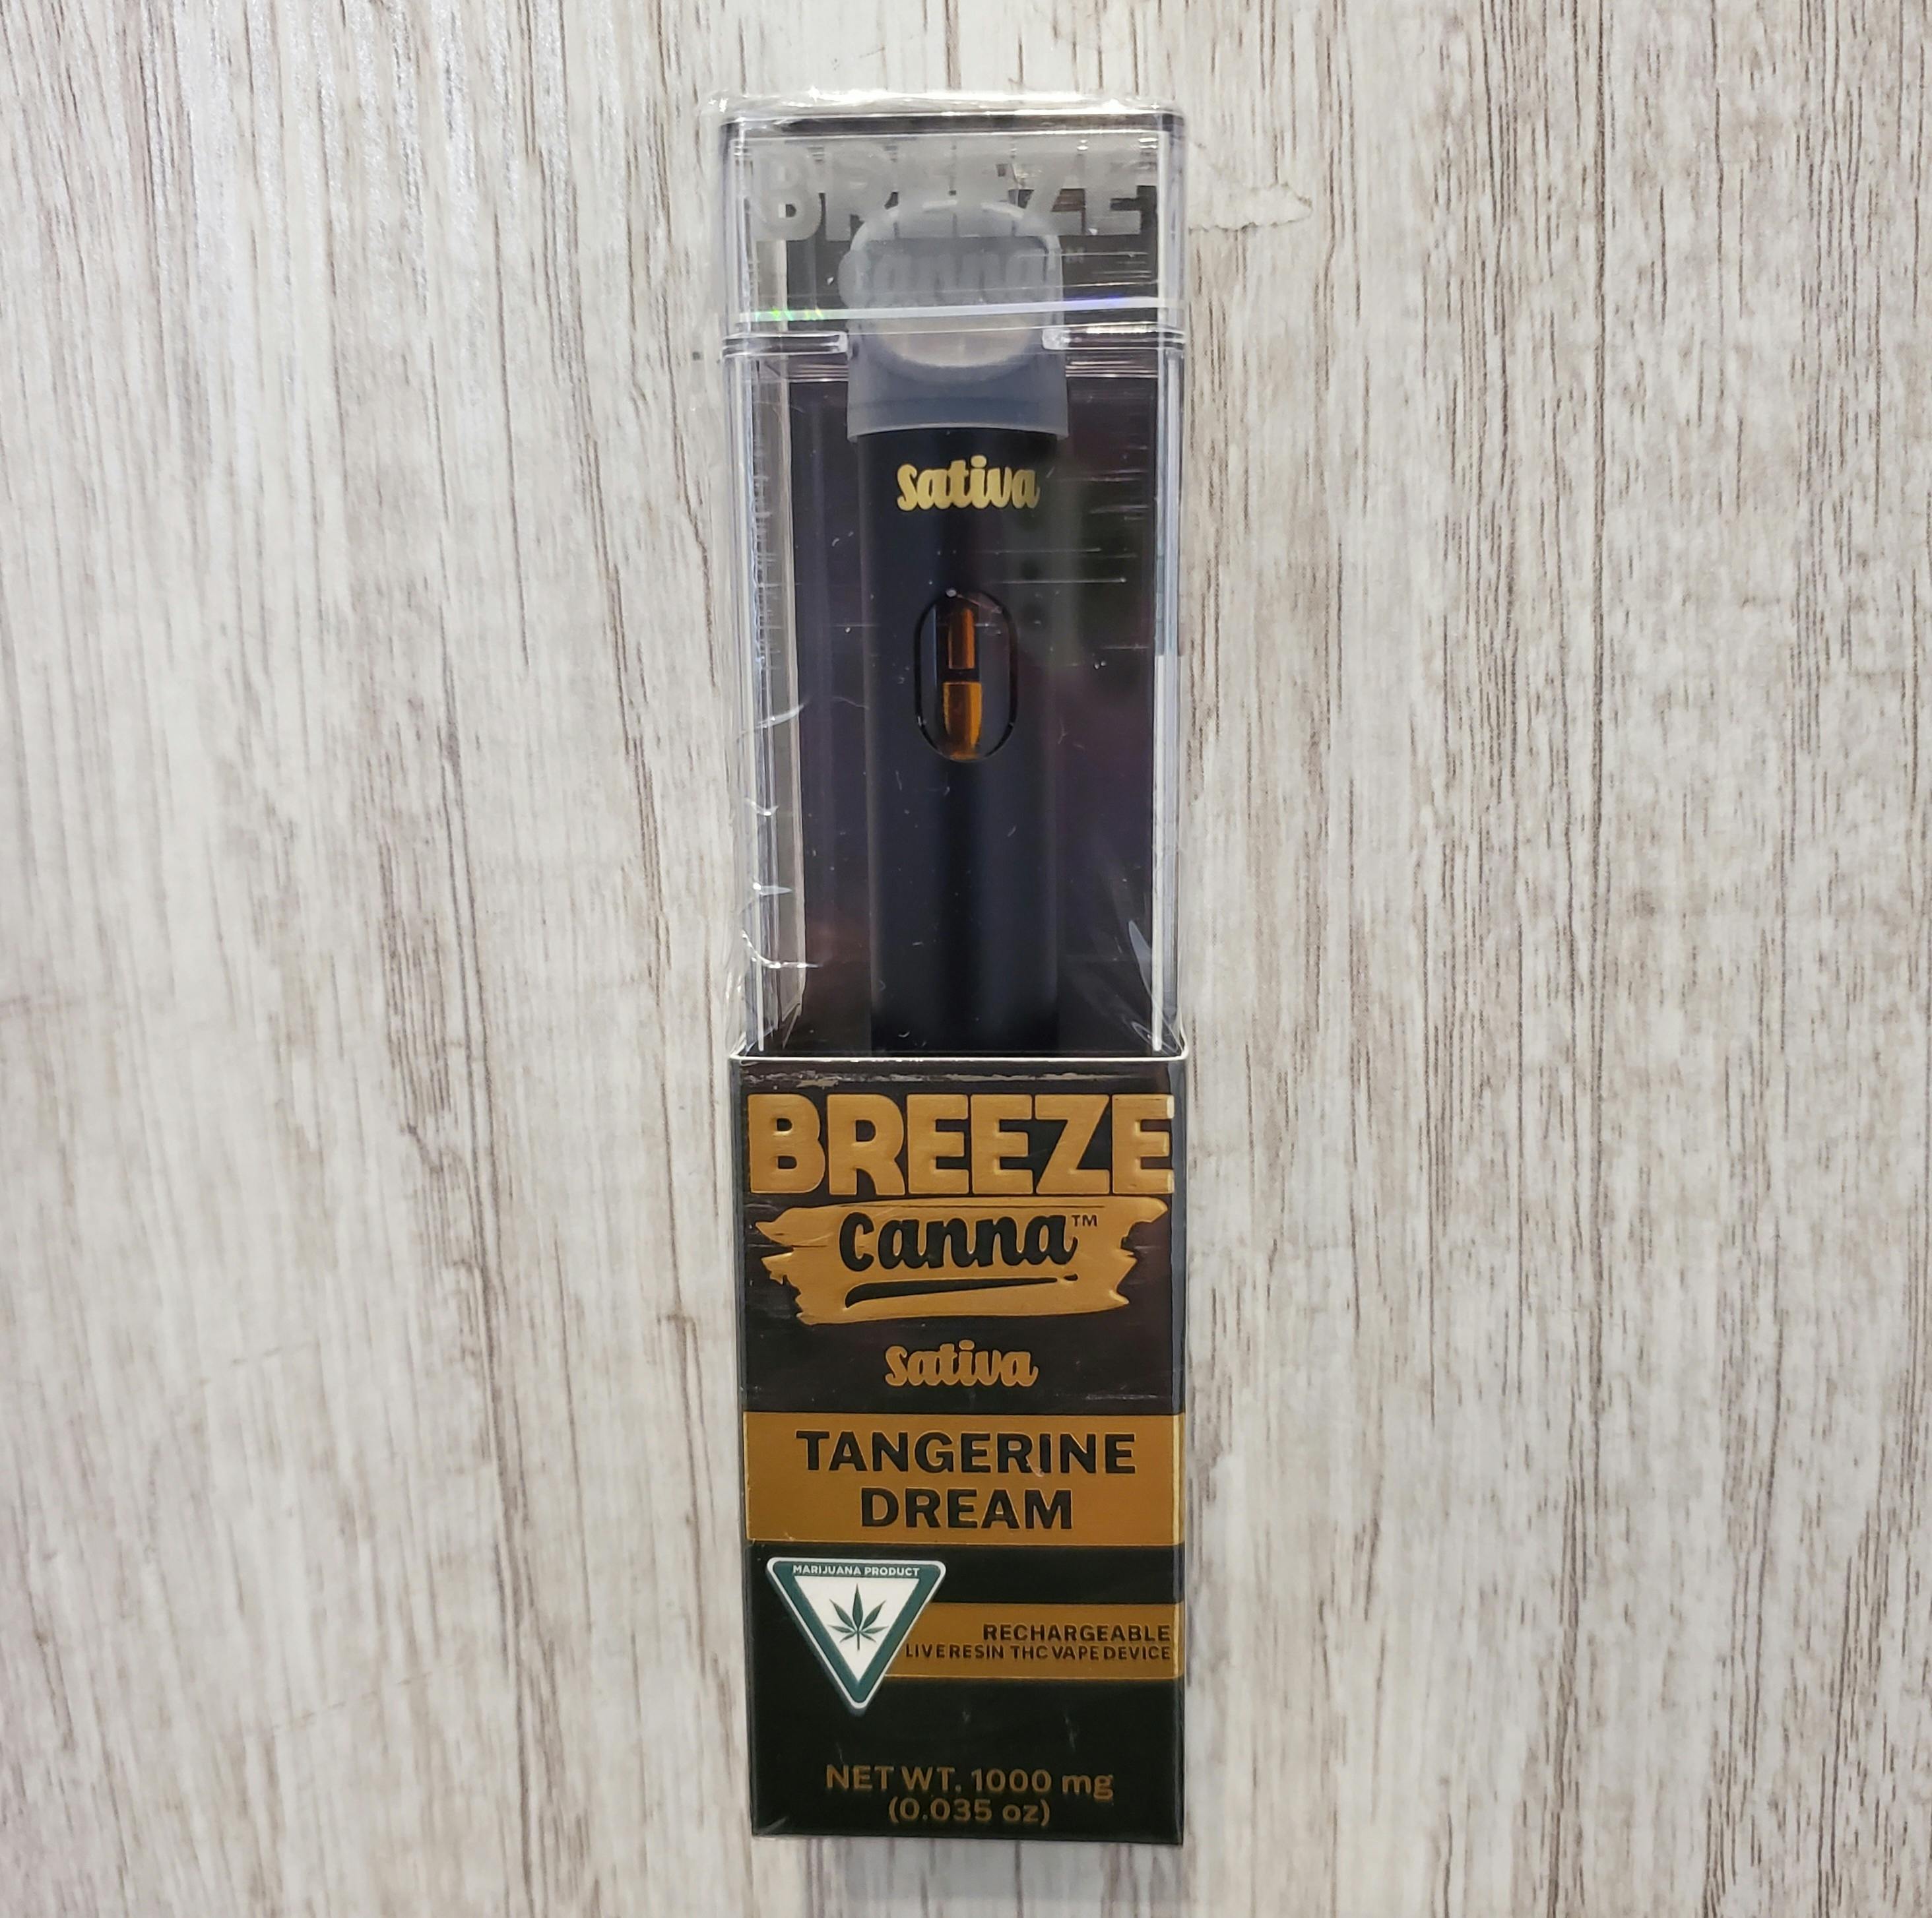 BREEZE
canna™
sativa
BREEZE
canna™
sativa
TANGERINE
DREAM
MARIJUANA PRODUCT
RECHARGEABLE
LIVE RESIN THC VAPE DEVICE
NET WT. 1000 mg
(0.035 oz)